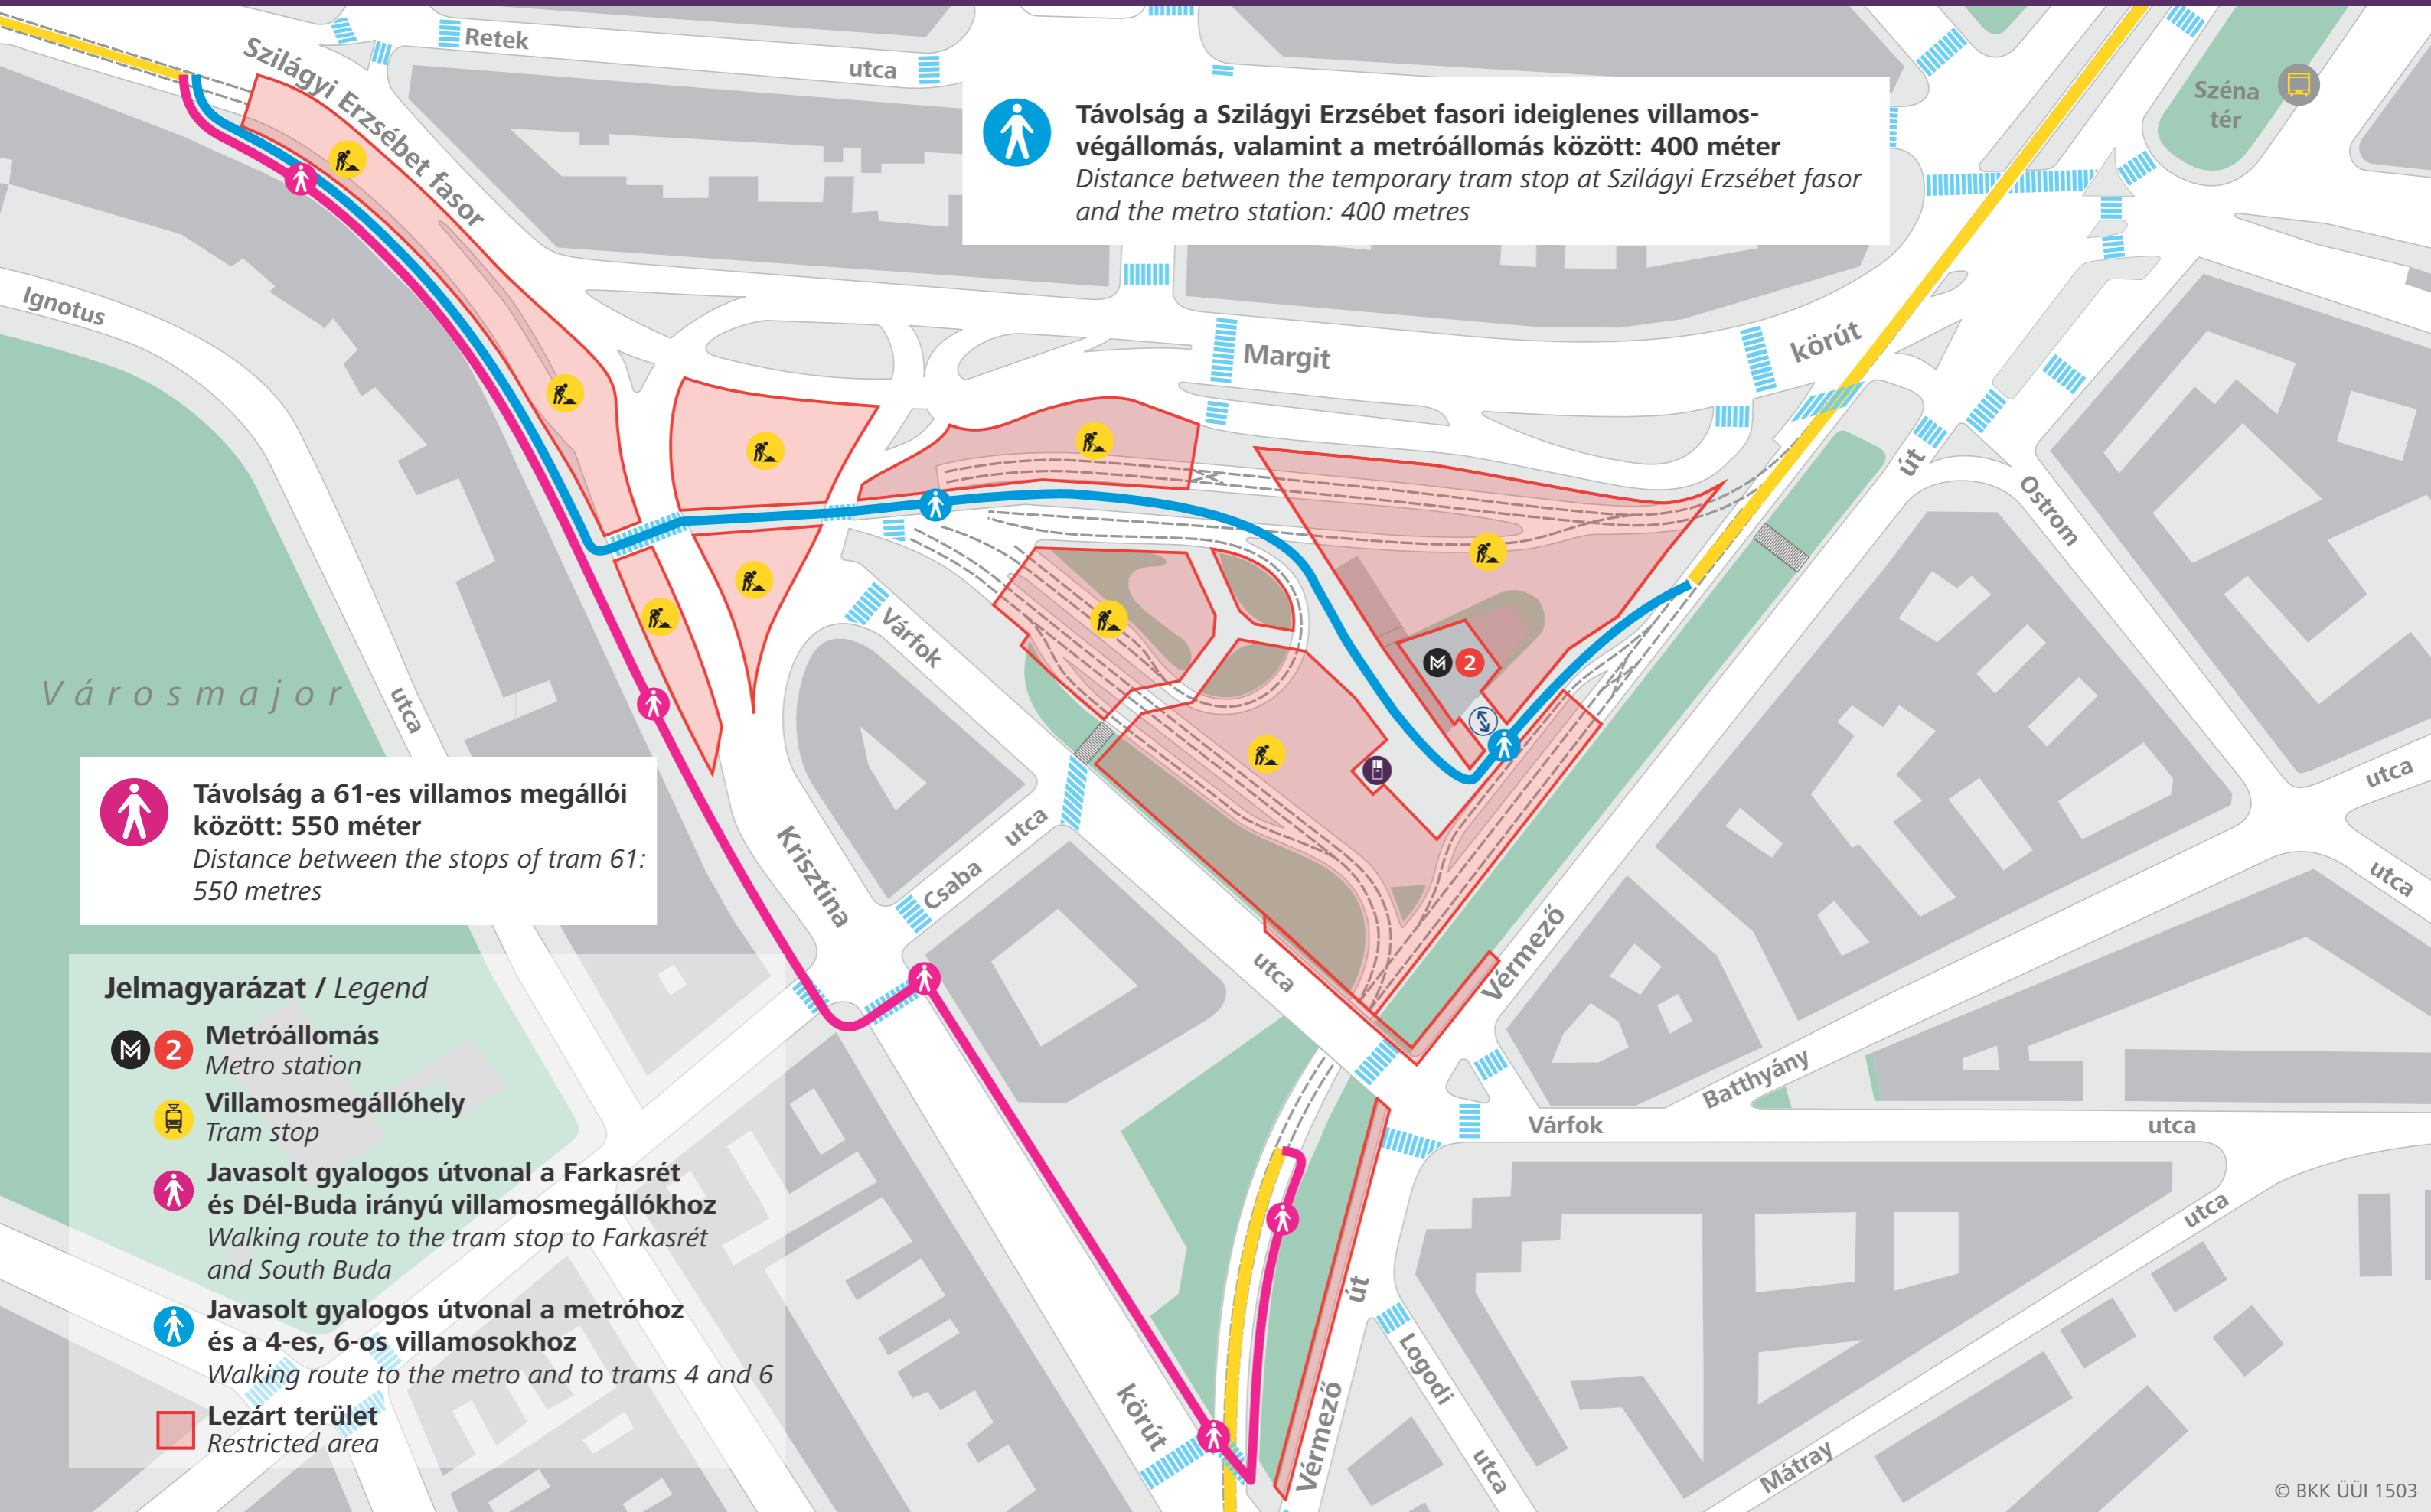 Retek
utca
Szilágyi Erzsébet fasor
Széna
tér
Távolság a Szilágyi Erzsébet fasori ideiglenes villamos-
végállomás, valamint a metróállomás között: 400 méter
Distance between the temporary tram stop at Szilágyi Erzsébet fasor
and the metro station: 400 metres
Ignotus
utca
Margit
körút
út
Ostrom
utca
utca
Városmajor
Várfok
utca
M 2
Távolság a 61-es villamos megállói
között: 550 méter
Distance between the stops of tram 61:
550 metres
Krisztina
körút
Csaba
utca
Vérmező
út
Batthyány
Várfok
utca
utca
Logodi
utca
Vérmező
Mátray
Jelmagyarázat / Legend
M 2 Metróállomás
Metro station
Villamosmegállóhely
Tram stop
Javasolt gyalogos útvonal a Farkasrét
és Dél-Buda irányú villamosmegállókhoz
Walking route to the tram stop to Farkasrét
and South Buda
Javasolt gyalogos útvonal a metróhoz
és a 4-es, 6-os villamosokhoz
Walking route to the metro and to trams 4 and 6
Lezárt terület
Restricted area
© BKK ÜÜI 1503